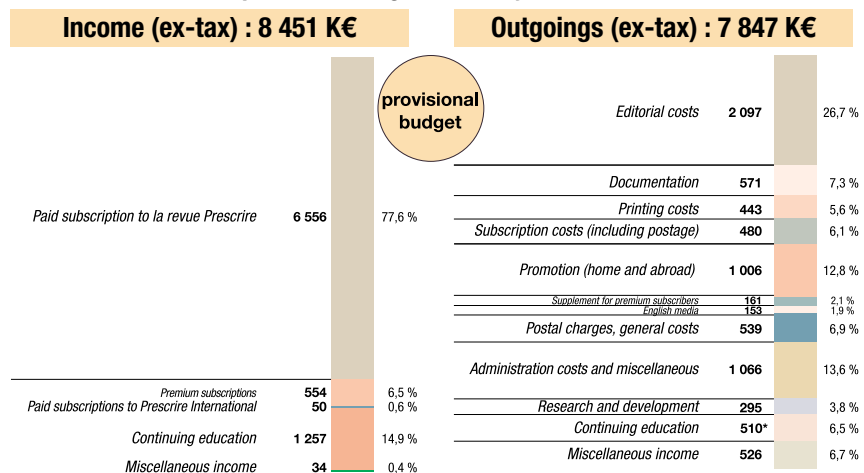 Income (ex-tax) : 8 451 K€
Paid subscription to la revue Prescrire 6 556 77,6 %
Premium subscriptions 554 6,5 %
Paid subscriptions to Prescrire International 50 0,6 %
Continuing education 1 257 14,9 %
Miscellaneous income 34 0,4 %
provisional
budget
Outgoings (ex-tax) : 7 847 K€
Editorial costs 2 097 26,7 %
Documentation 571 7,3 %
Printing costs 443 5,6 %
Subscription costs (including postage) 480 6,1 %
Promotion (home and abroad) 1 006 12,8 %
Supplement for premium subscribers 161 2,1 %
English media 153 1,9 %
Postal charges, general costs 539 6,9 %
Administration costs and miscellaneous 1 066 13,6 %
Research and development 295 3,8 %
Continuing education 510* 6,5 %
Miscellaneous income 526 6,7 %